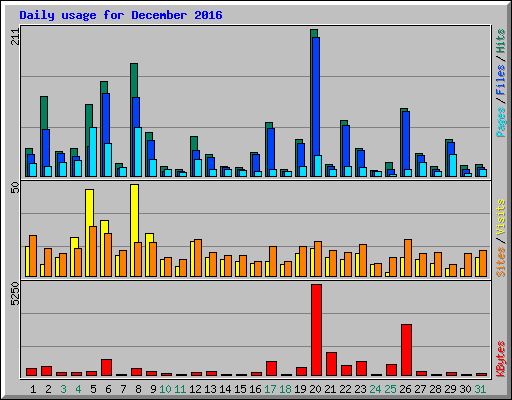 Daily usage for December 2016
211
Pages / Files / Hits
50
Sites / Visits
5250
KBytes
1 2 3 4 5 6 7 8 9 10 11 12 13 14 15 16 17 18 19 20 21 22 23 24 25 26 27 28 29 30 31